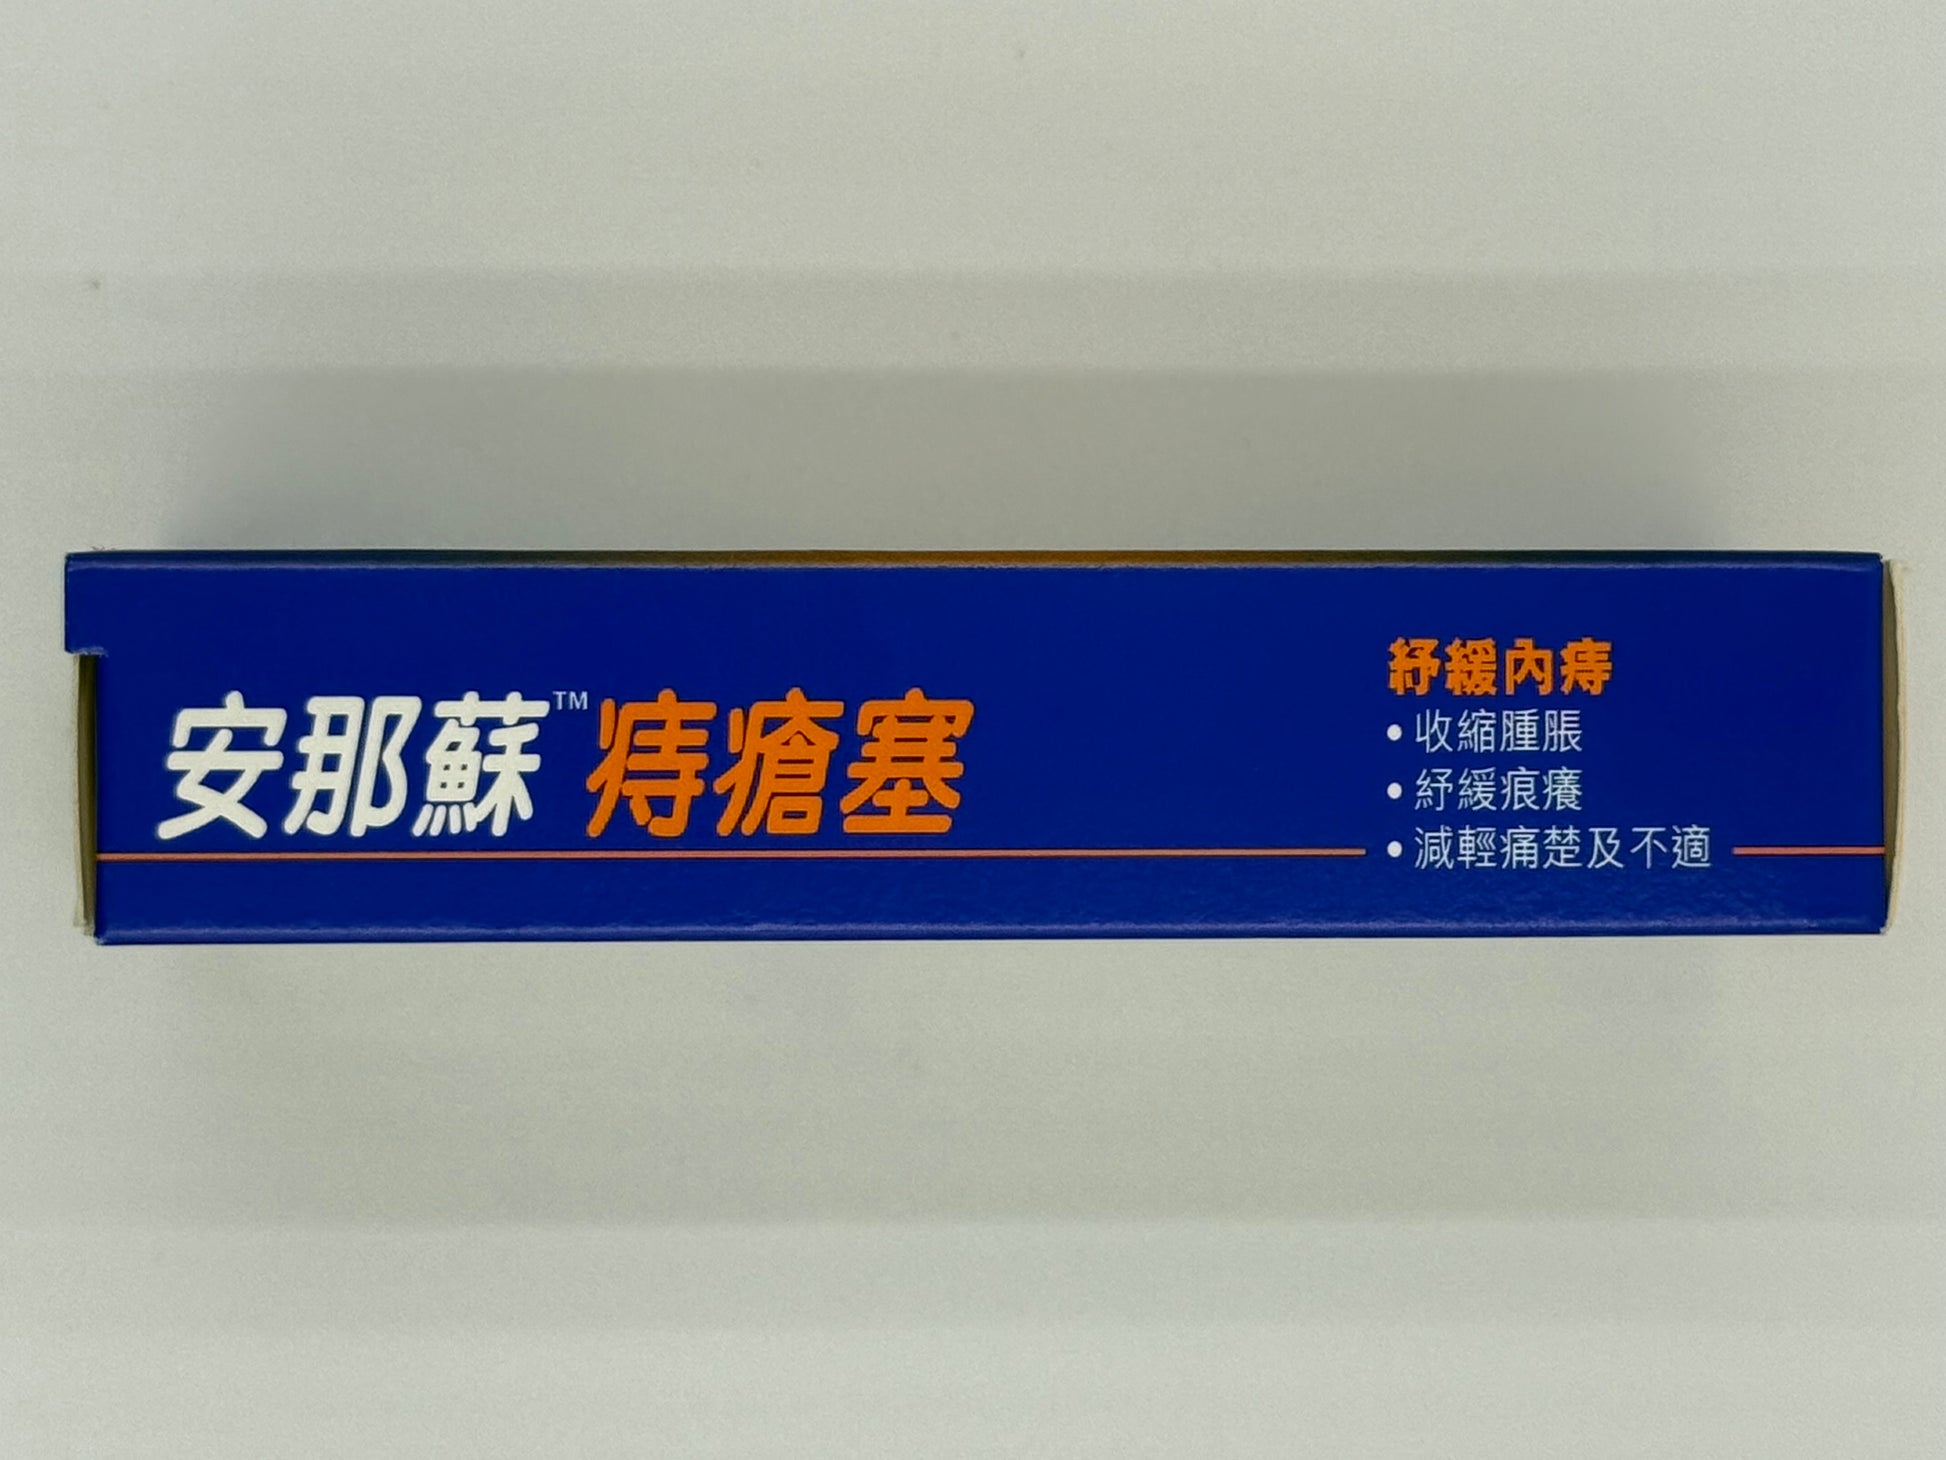 安那蘇™痔瘡塞
紓緩內痔
• 收縮腫脹
• 紓緩痕癢
• 減輕痛楚及不適